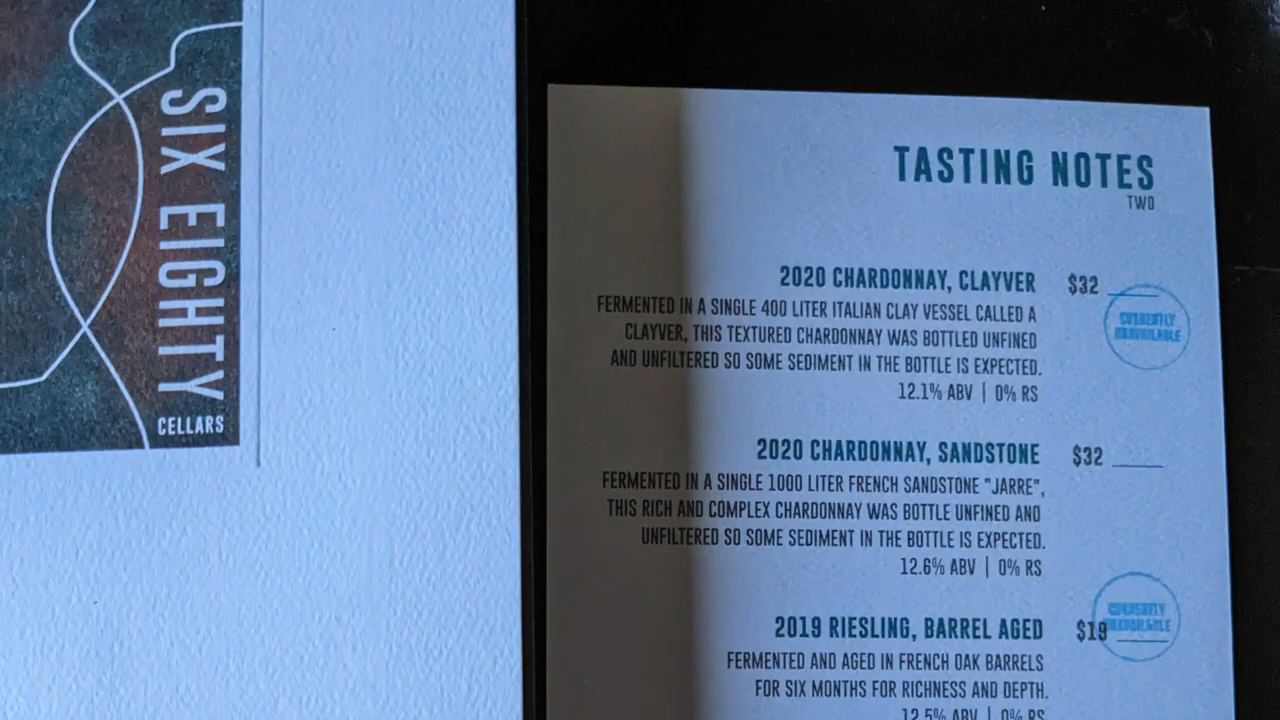 SIX EIGHTY
CELLARS
TASTING NOTES
TWO
2020 CHARDONNAY, CLAYVER $32
FERMENTED IN A SINGLE 400 LITER ITALIAN CLAY VESSEL CALLED A
CLAYVER, THIS TEXTURED CHARDONNAY WAS BOTTLED UNFINED
AND UNFILTERED SO SOME SEDIMENT IN THE BOTTLE IS EXPECTED.
12.1% ABV | 0% RS
CURRENTLY
UNAVAILABLE
2020 CHARDONNAY, SANDSTONE $32
FERMENTED IN A SINGLE 1000 LITER FRENCH SANDSTONE "JARRE",
THIS RICH AND COMPLEX CHARDONNAY WAS BOTTLE UNFINED AND
UNFILTERED SO SOME SEDIMENT IN THE BOTTLE IS EXPECTED.
12.6% ABV | 0% RS
2019 RIESLING, BARREL AGED $19
CURRENTLY
UNAVAILABLE
FERMENTED AND AGED IN FRENCH OAK BARRELS
FOR SIX MONTHS FOR RICHNESS AND DEPTH.
12.5% ABV | 0% RS